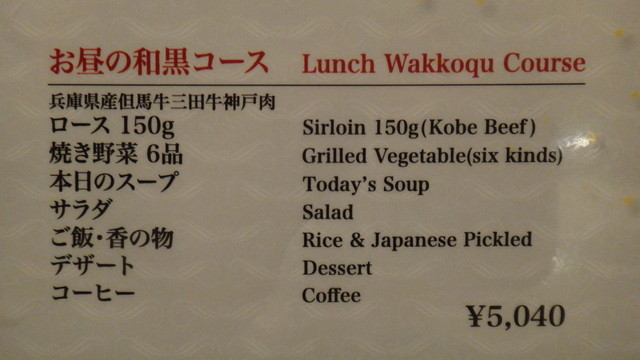 お昼の和黒コース Lunch Wakkoqu Course
兵庫県産但馬牛三田牛神戸肉
ロース 150g Sirloin 150g(Kobe Beef)
焼き野菜 6品 Grilled Vegetable(six kinds)
本日のスープ Today's Soup
サラダ Salad
ご飯・香の物 Rice & Japanese Pickled
デザート Dessert
コーヒー Coffee
¥5,040